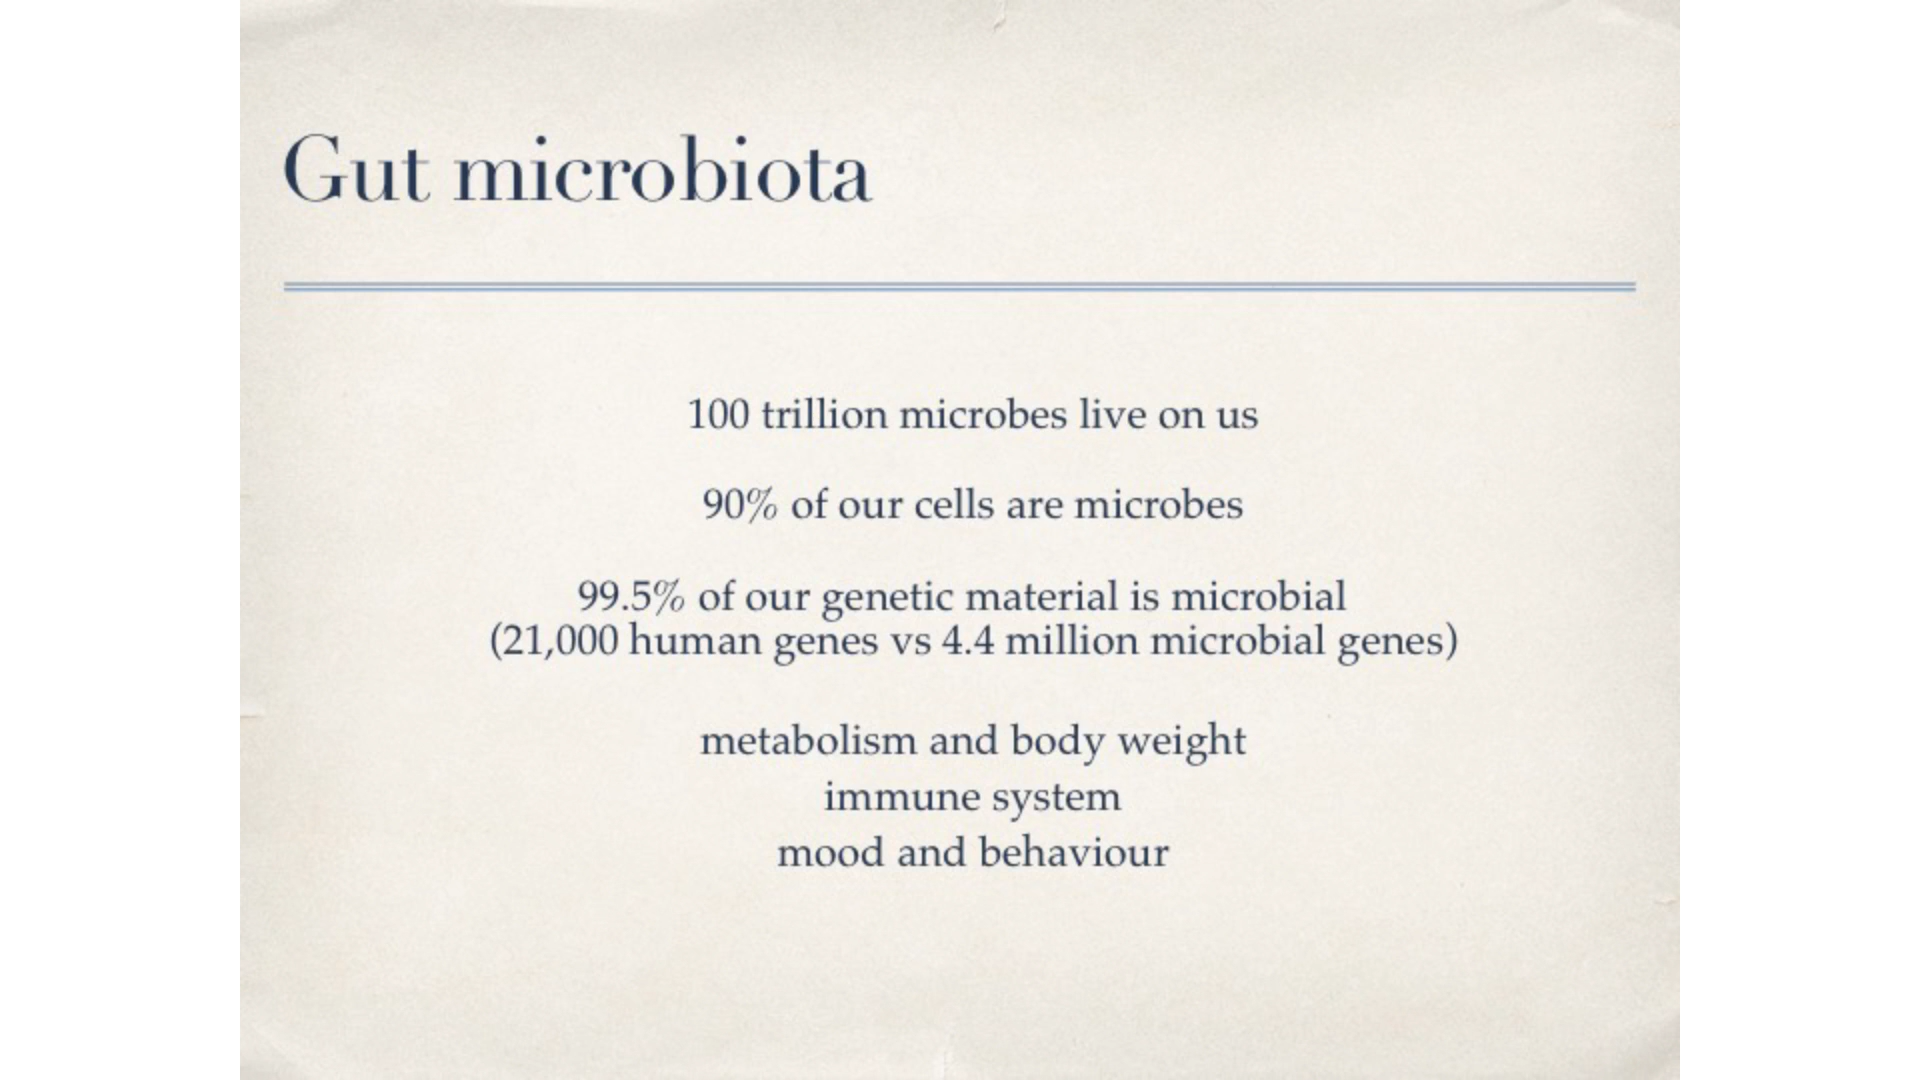 Gut microbiota
100 trillion microbes live on us
90% of our cells are microbes
99.5% of our genetic material is microbial
(21,000 human genes vs 4.4 million microbial genes)
metabolism and body weight
immune system
mood and behaviour